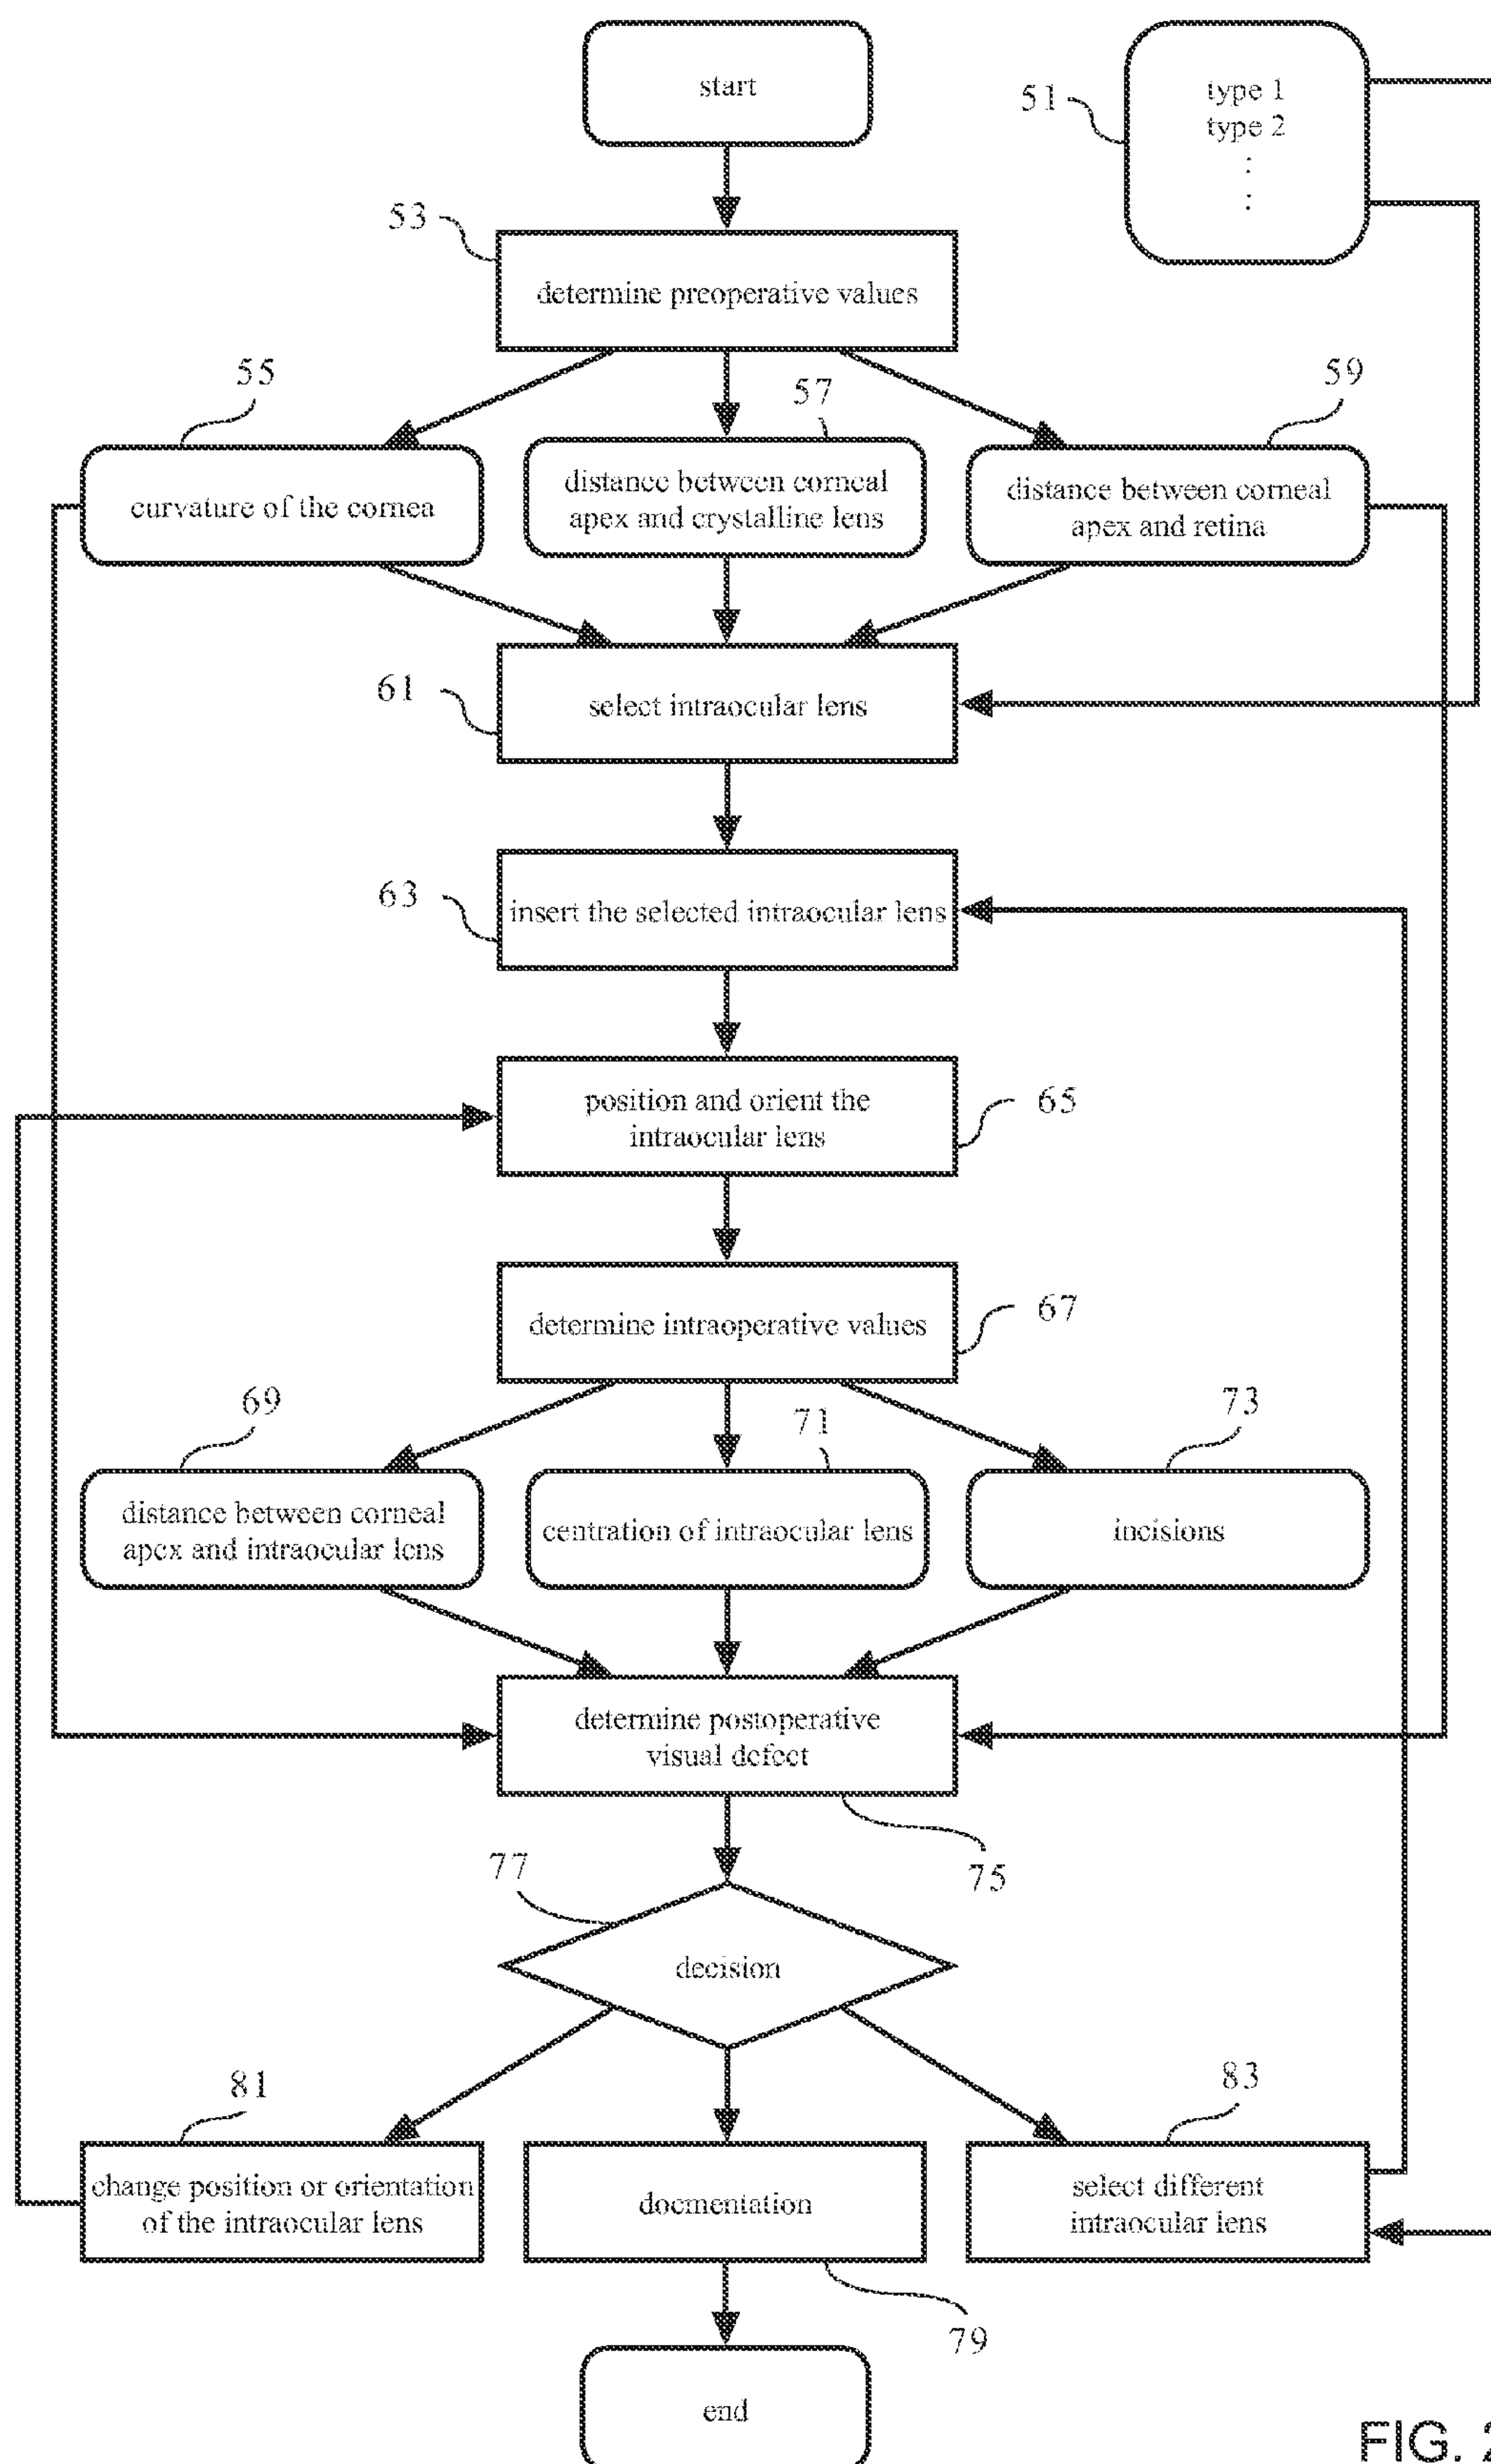 start
51
type 1
type 2
:
:
53
determine preoperative values
55
57
59
curvature of the cornea
distance between corneal
apex and crystalline lens
distance between corneal
apex and retina
61
select intraocular lens
63
insert the selected intraocular lens
position and orient the
intraocular lens
65
determine intraoperative values
67
69
71
73
distance between corneal
apex and intraocular lens
centration of intraocular lens
incisions
determine postoperative
visual defect
75
77
decision
81
83
change position or orientation
of the intraocular lens
docmentation
select different
intraocular lens
79
end
FIG. 2